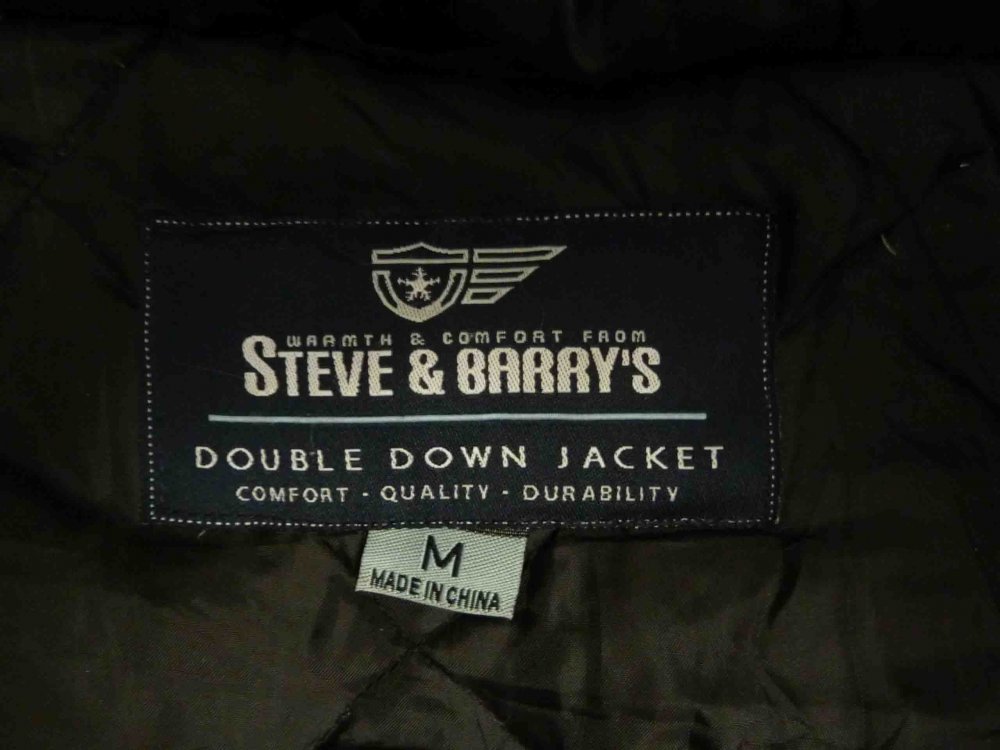 WARMTH & COMFORT FROM
STEVE & BARRY'S
DOUBLE DOWN JACKET
COMFORT - QUALITY - DURABILITY
M
MADE IN CHINA